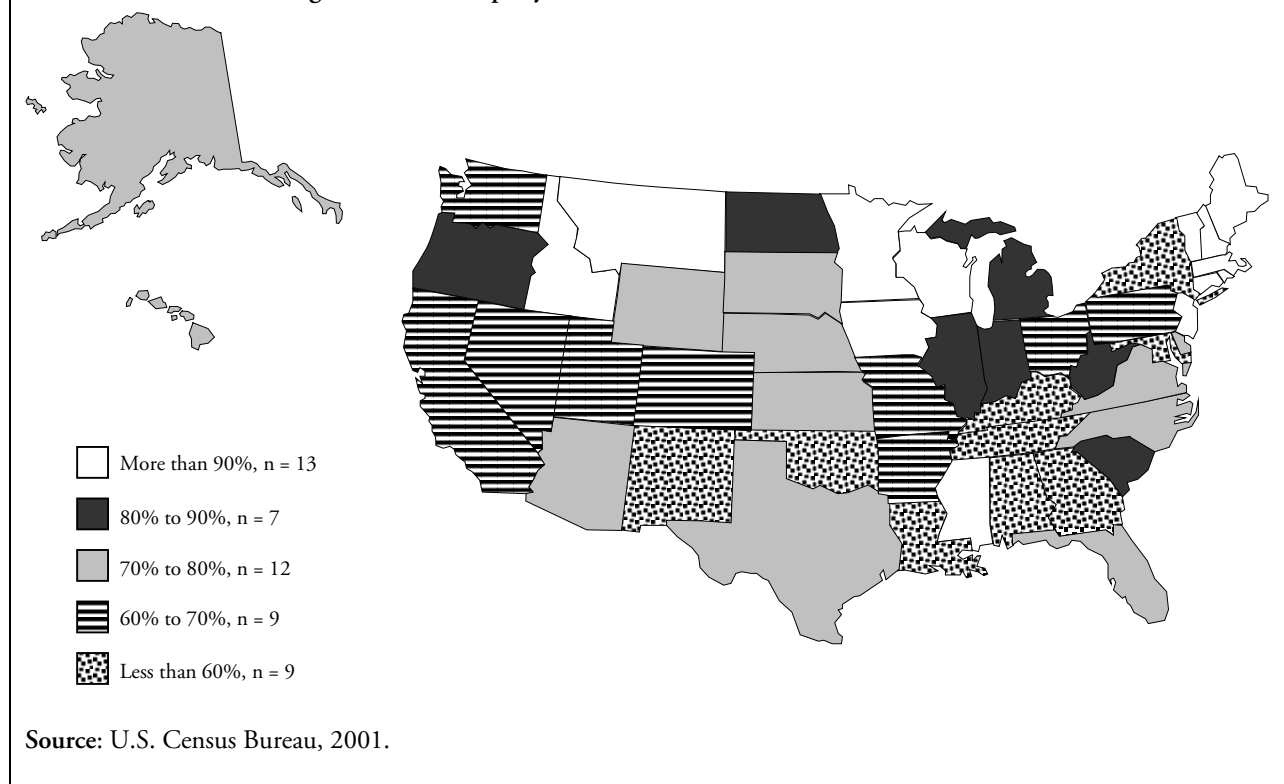 More than 90%, n = 13
80% to 90%, n = 7
70% to 80%, n = 12
60% to 70%, n = 9
Less than 60%, n = 9
Source: U.S. Census Bureau, 2001.